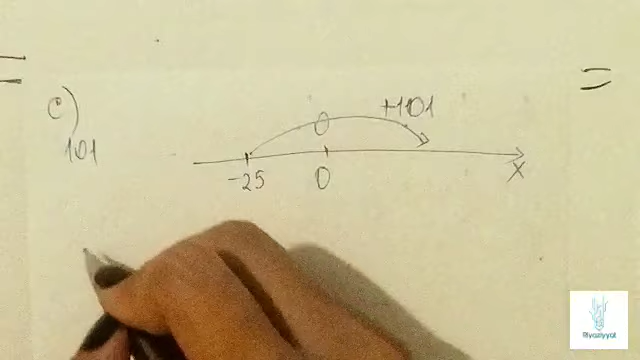 c)
+101
0
101
-25 0 x
=
=
Riyaziyyat